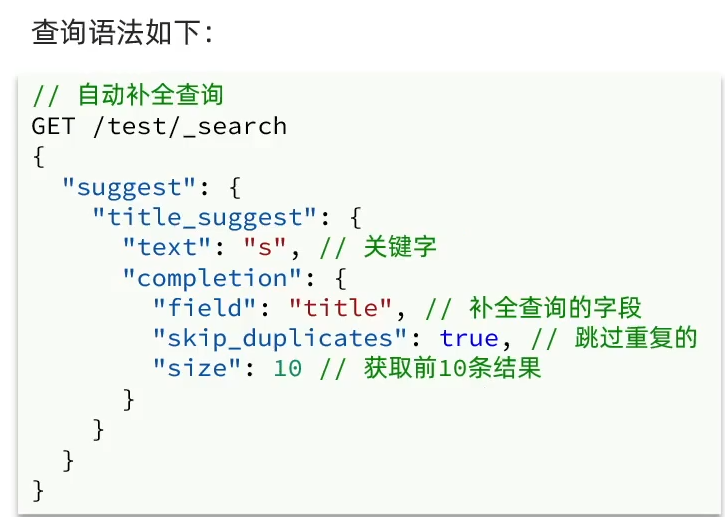 查询语法如下：
// 自动补全查询
GET /test/_search
{
  "suggest": {
    "title_suggest": {
      "text": "s", // 关键字
      "completion": {
        "field": "title", // 补全查询的字段
        "skip_duplicates": true, // 跳过重复的
        "size": 10 // 获取前10条结果
      }
    }
  }
}